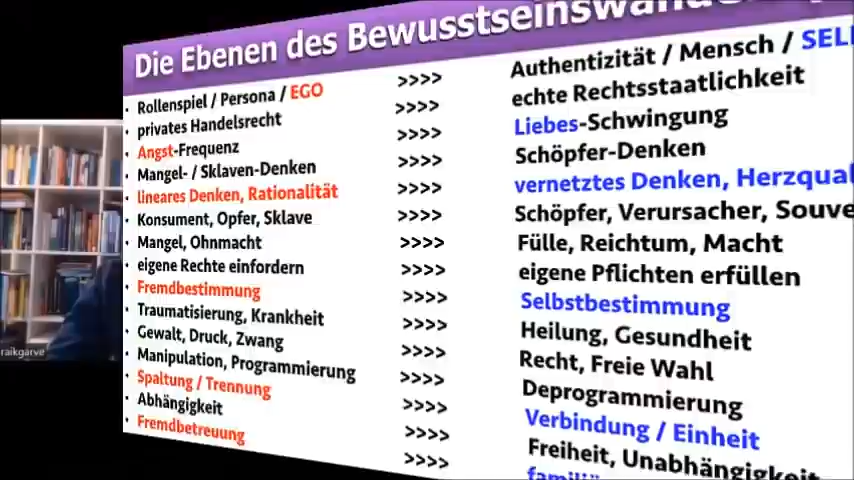 Die Ebenen des Bewusstseinswandels
• Rollenspiel / Persona / EGO >>>> Authentizität / Mensch / SEL
• privates Handelsrecht >>>> echte Rechtsstaatlichkeit
• Angst-Frequenz >>>> Liebes-Schwingung
• Mangel- / Sklaven-Denken >>>> Schöpfer-Denken
• lineares Denken, Rationalität >>>> vernetztes Denken, Herzqual
• Konsument, Opfer, Sklave >>>> Schöpfer, Verursacher, Souve
• Mangel, Ohnmacht >>>> Fülle, Reichtum, Macht
• eigene Rechte einfordern >>>> eigene Pflichten erfüllen
• Fremdbestimmung >>>> Selbstbestimmung
• Traumatisierung, Krankheit >>>> Heilung, Gesundheit
• Gewalt, Druck, Zwang >>>> Recht, Freie Wahl
• Manipulation, Programmierung >>>> Deprogrammierung
• Spaltung / Trennung >>>> Verbindung / Einheit
• Abhängigkeit >>>> Freiheit, Unabhängigkeit
• Fremdbetreuung >>>> familiä
raikgarve